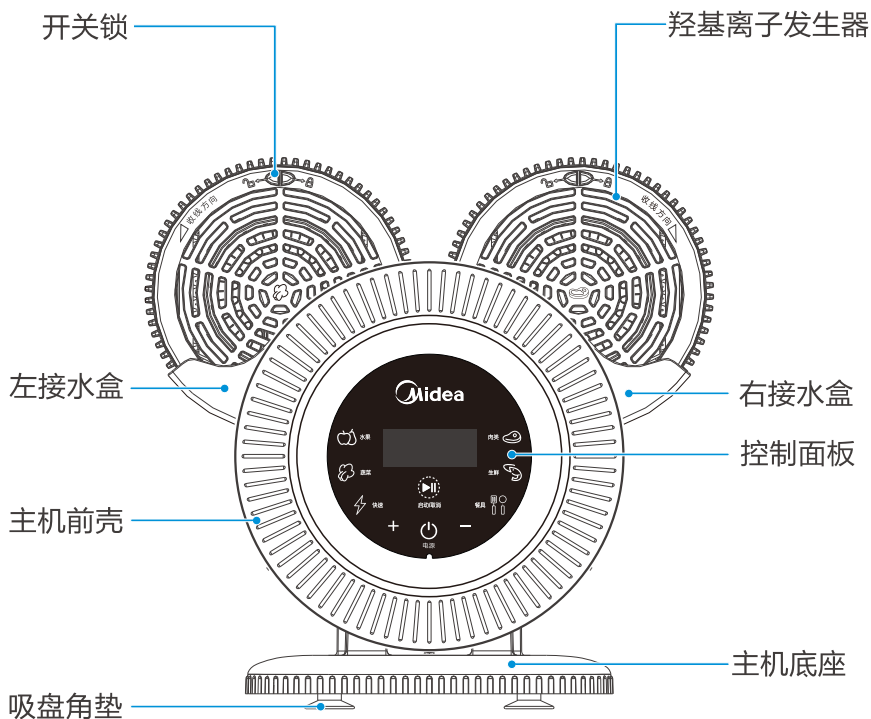 开关锁
羟基离子发生器
收线方向
收线方向
左接水盒
右接水盒
Midea
水果
肉类
控制面板
蔬菜
生鲜
快速
启动/取消
餐具
主机前壳
+
−
电源
主机底座
吸盘角垫